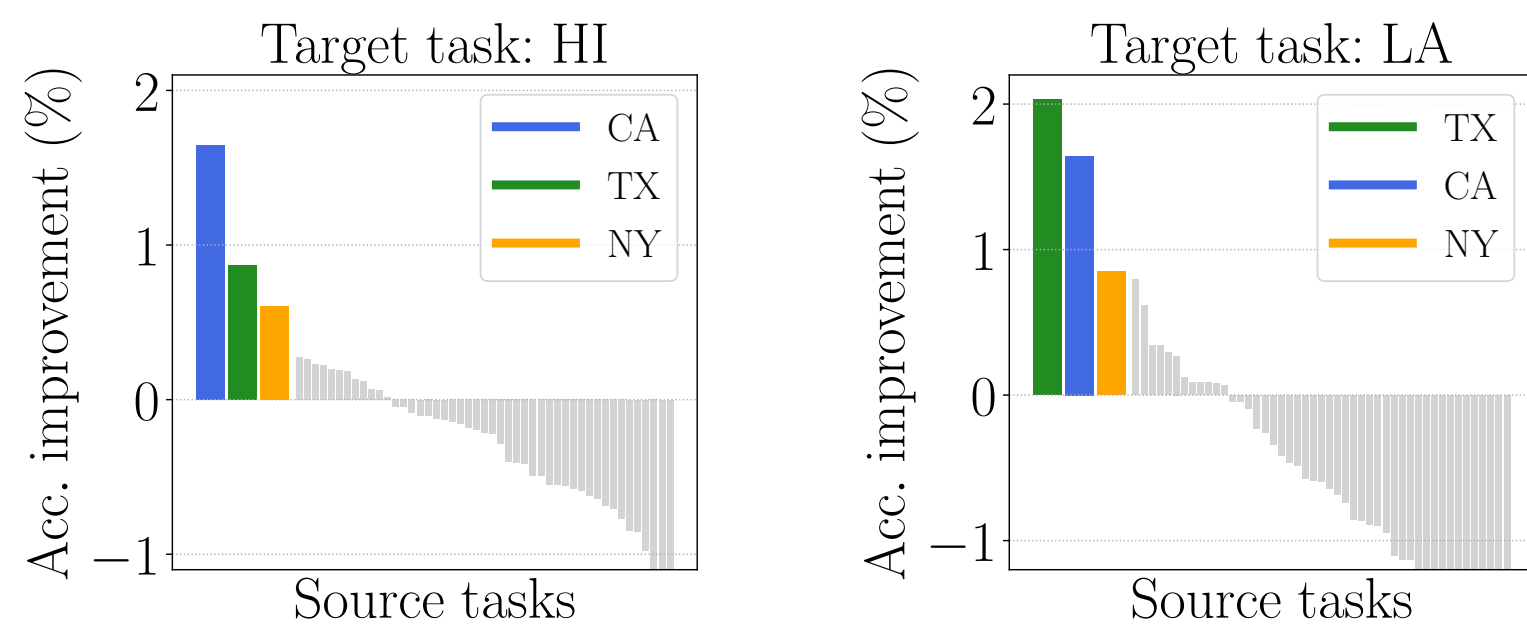 Target task: HI
Acc. improvement (%)
2
1
0
−1
CA
TX
NY
Source tasks
Target task: LA
Acc. improvement (%)
2
1
0
−1
TX
CA
NY
Source tasks